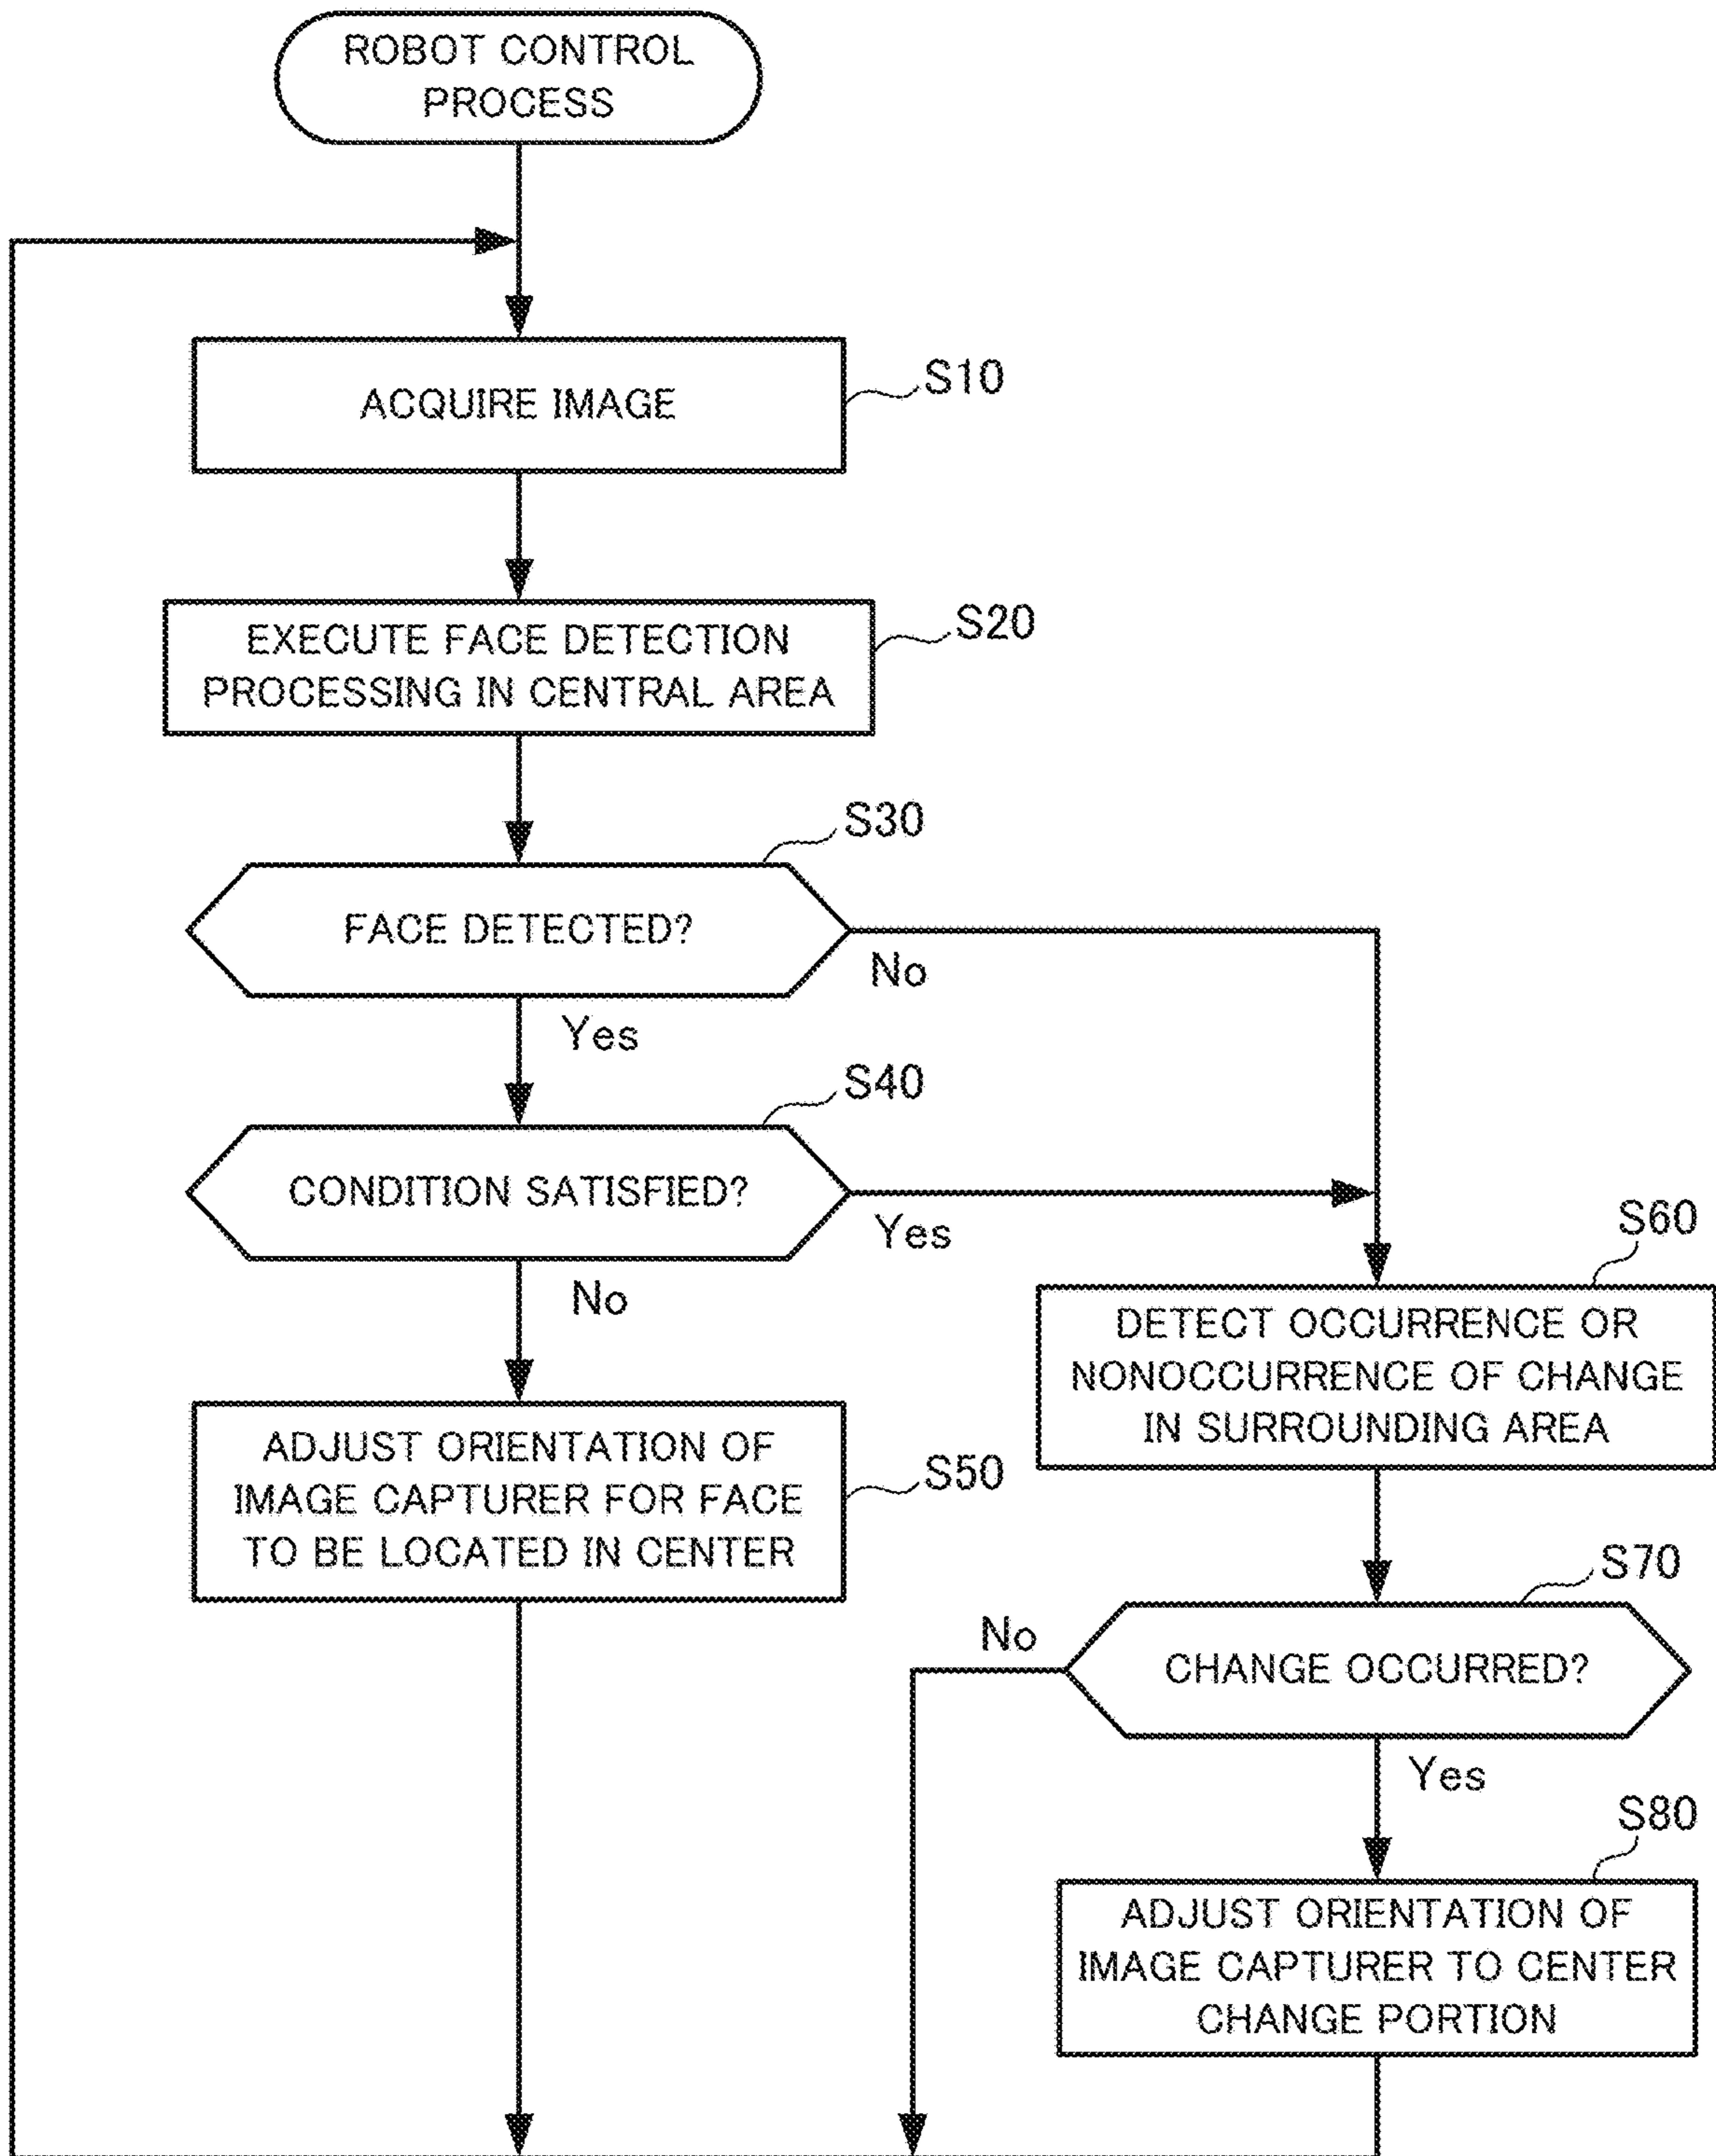 ROBOT CONTROL
PROCESS
ACQUIRE IMAGE
S10
EXECUTE FACE DETECTION
PROCESSING IN CENTRAL AREA
S20
S30
FACE DETECTED?
No
Yes
S40
CONDITION SATISFIED?
Yes
No
ADJUST ORIENTATION OF
IMAGE CAPTURER FOR FACE
TO BE LOCATED IN CENTER
S50
S60
DETECT OCCURRENCE OR
NONOCCURRENCE OF CHANGE
IN SURROUNDING AREA
S70
CHANGE OCCURRED?
No
Yes
S80
ADJUST ORIENTATION OF
IMAGE CAPTURER TO CENTER
CHANGE PORTION